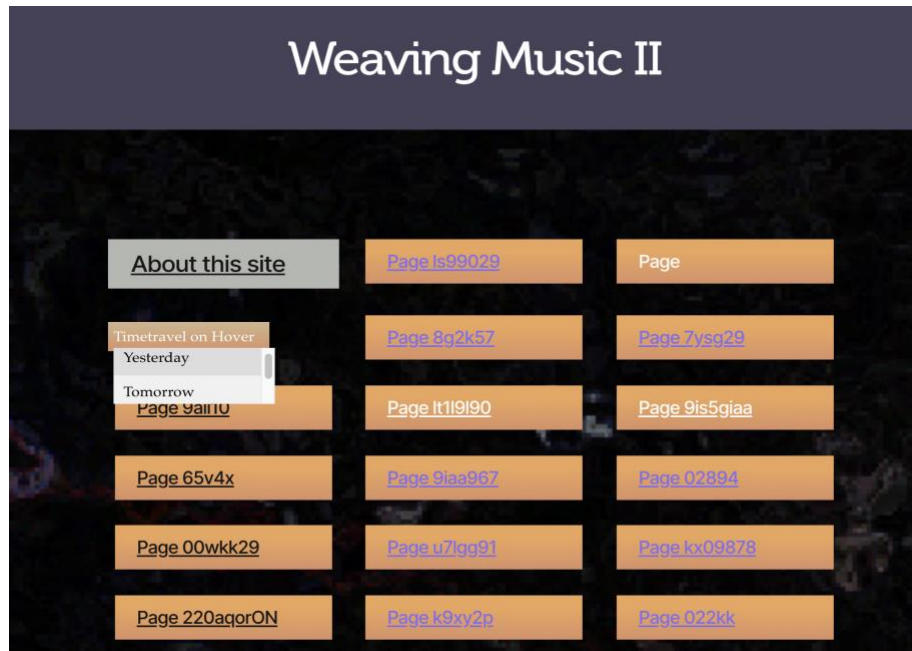 Weaving Music II
About this site
Page ls99029
Page
Timetravel on Hover
Yesterday
Tomorrow
Page 8g2k57
Page 7ysg29
Page
Page
Page 9is5giaa
Page 65v4x
Page 9iaa967
Page 02894
Page 00wkk29
Page u7lgg91
Page kx09878
Page 220aqorON
Page k9xy2p
Page 022kk